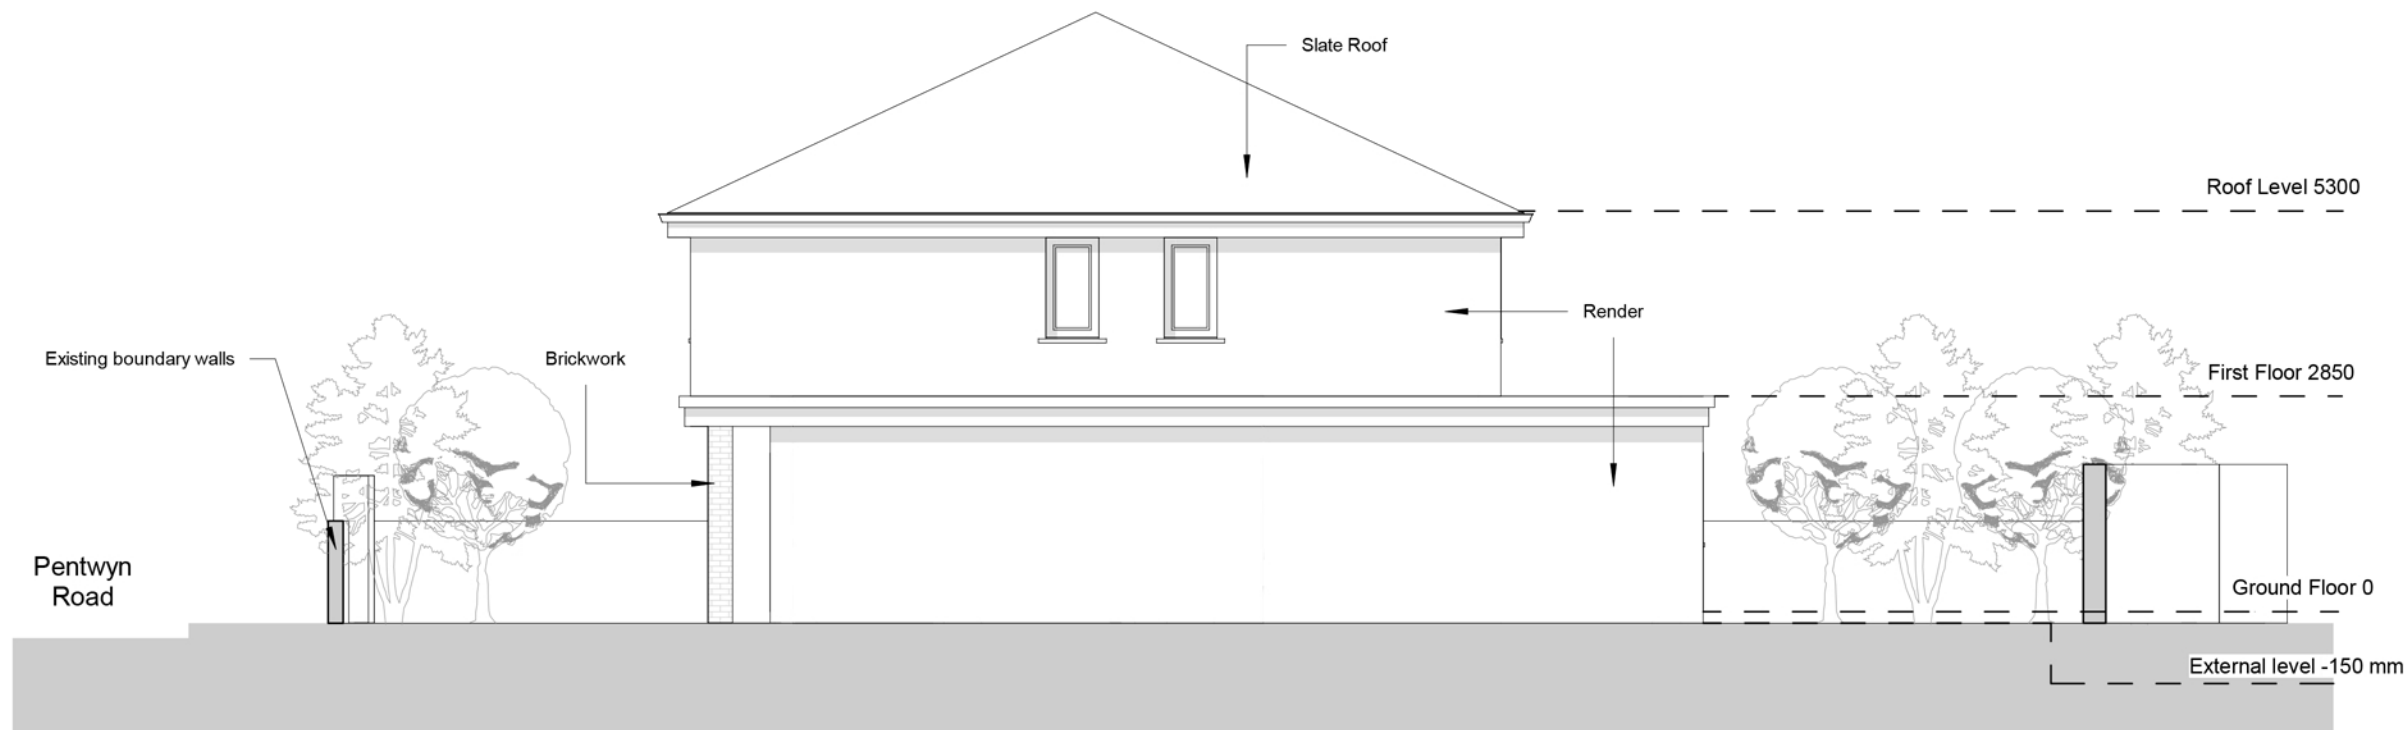 Slate Roof
Roof Level 5300
Render
Existing boundary walls
Brickwork
First Floor 2850
Pentwyn
Road
Ground Floor 0
External level -150 mm